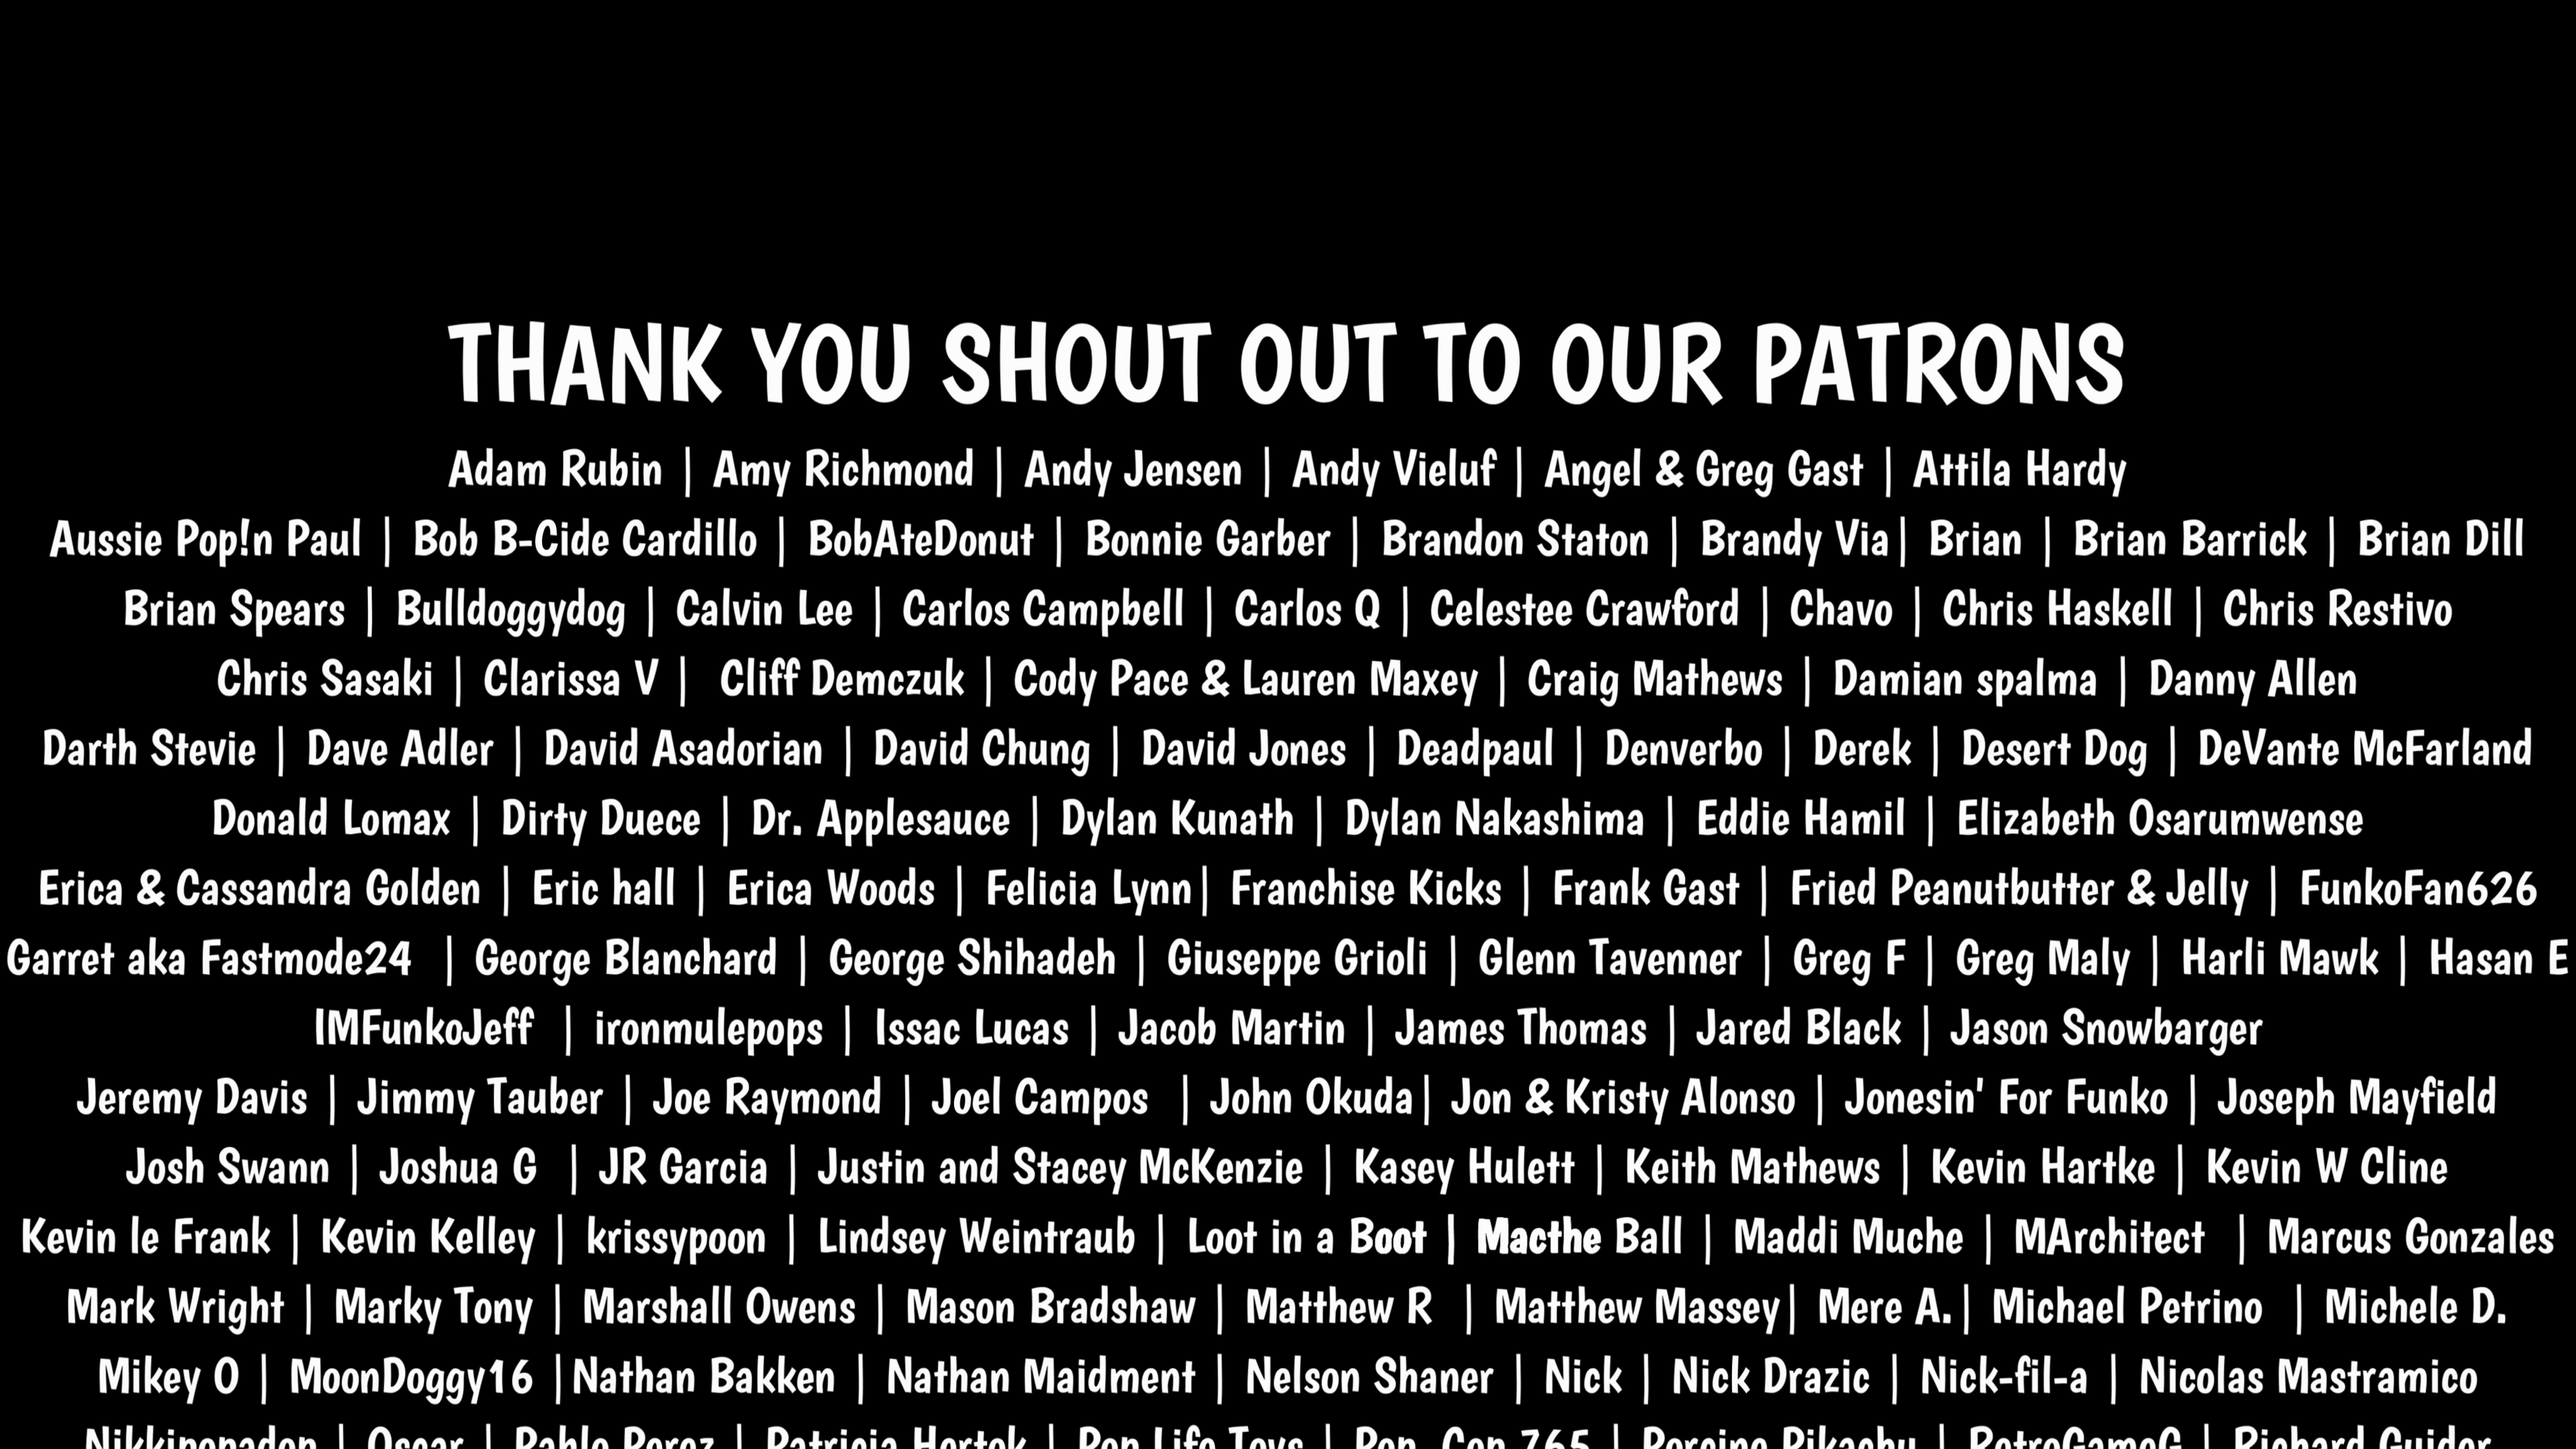 THANK YOU SHOUT OUT TO OUR PATRONS
Adam Rubin | Amy Richmond | Andy Jensen | Andy Vieluf | Angel & Greg Gast | Attila Hardy
Aussie Pop!n Paul | Bob B-Cide Cardillo | BobAteDonut | Bonnie Garber | Brandon Staton | Brandy Via| Brian | Brian Barrick | Brian Dill
Brian Spears | Bulldoggydog | Calvin Lee | Carlos Campbell | Carlos Q | Celestee Crawford | Chavo | Chris Haskell | Chris Restivo
Chris Sasaki | Clarissa V | Cliff Demczuk | Cody Pace & Lauren Maxey | Craig Mathews | Damian spalma | Danny Allen
Darth Stevie | Dave Adler | David Asadorian | David Chung | David Jones | Deadpaul | Denverbo | Derek | Desert Dog | DeVante McFarland
Donald Lomax | Dirty Duece | Dr. Applesauce | Dylan Kunath | Dylan Nakashima | Eddie Hamil | Elizabeth Osarumwense
Erica & Cassandra Golden | Eric hall | Erica Woods | Felicia Lynn| Franchise Kicks | Frank Gast | Fried Peanutbutter & Jelly | FunkoFan626
Garret aka Fastmode24 | George Blanchard | George Shihadeh | Giuseppe Grioli | Glenn Tavenner | Greg F | Greg Maly | Harli Mawk | Hasan E
IMFunkoJeff | ironmulepops | Issac Lucas | Jacob Martin | James Thomas | Jared Black | Jason Snowbarger
Jeremy Davis | Jimmy Tauber | Joe Raymond | Joel Campos | John Okuda| Jon & Kristy Alonso | Jonesin' For Funko | Joseph Mayfield
Josh Swann | Joshua G | JR Garcia | Justin and Stacey McKenzie | Kasey Hulett | Keith Mathews | Kevin Hartke | Kevin W Cline
Kevin le Frank | Kevin Kelley | krissypoon | Lindsey Weintraub | Loot in a Boot | Macthe Ball | Maddi Muche | MArchitect | Marcus Gonzales
Mark Wright | Marky Tony | Marshall Owens | Mason Bradshaw | Matthew R | Matthew Massey| Mere A.| Michael Petrino | Michele D.
Mikey O | MoonDoggy16 |Nathan Bakken | Nathan Maidment | Nelson Shaner | Nick | Nick Drazic | Nick-fil-a | Nicolas Mastramico
| Oscar | Pablo Perez | Patricia | Pop Life Toys | 765 | Pikachu | RetroGameG | Richard